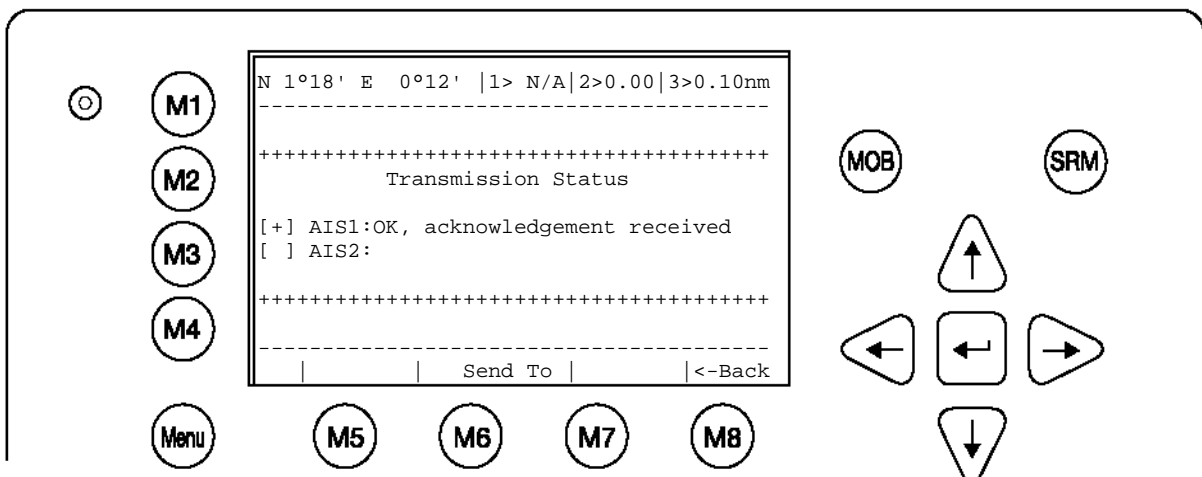 M1
M2
M3
M4
Menu
N 1°18' E  0°12' |1> N/A|2>0.00|3>0.10nm
----------------------------------------
++++++++++++++++++++++++++++++++++++++++
Transmission Status
[+] AIS1:OK, acknowledgement received
[ ] AIS2:
++++++++++++++++++++++++++++++++++++++++
----------------------------------------
|        |   Send To |        |<-Back
M5
M6
M7
M8
MOB
SRM